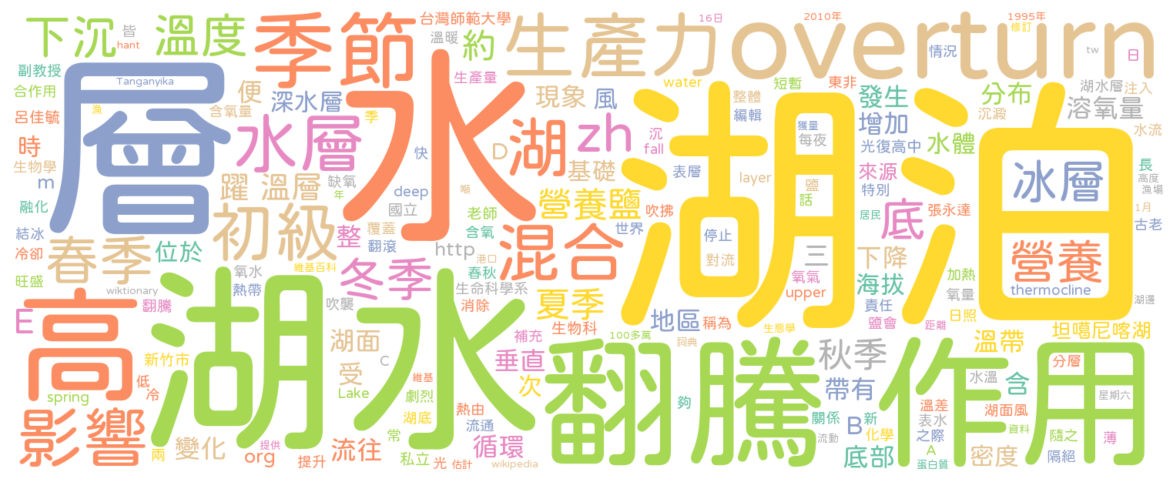 下沉 溫度 皆 hant 季節 台灣師範大學 溫暖 約 生產力 overturn
16日 2010年 1995年 修訂 tw 日 情況
副教授 合作用 Tanganyika 漁 含氧量 便 深水層 生產量 季 現象 風 water 整體 編輯 短暫 東非 獲量 每夜 發生 增加 分布 沉澱 湖水層 注入 溶氧量 水流
呂佳毓 時 生物學 m 融化 層 水 水層 躍 溫層 缺氧 年 快 deep 國立 湖 zh D 沉 fall 基礎 表層 layer 鹽 話 光復高中 水體 來源 特別 冰層 長 高度 漁場
結冰 冷卻 旺盛 春季 位於 初級 氧水 熱帶 整 覆蓋 翻滾 老師 含氧 春秋 順 營養鹽 吹拂 世界 湖泊 停止 對流 三 底 居民 張永達 下降 營養 1月 古老
wiktionary 維基百科 冬季 http 港口 生命科學系 消除 混合 夏季 氧氣 upper 海拔 責任 鹽會 加熱 氧量 日照 距離 thermocline 湖邊
高 E 翻騰 新竹市 低 冷 spring 湖水 吹襲 湖面 受 C Lake 維基 劇烈 湖底 垂直 次 補充 生物科 地區 稱為 100多萬 生態學 詞典 秋季 溫帶 坦噶尼喀湖 分層
影響 變化 兩 常 提供 org 提升 流往 私立 光 估計 熱由 流通 循環 wikipedia 翻騰作用 夠 帶有 關係 流動 B 新 化學 底部 溫差 表水 之際 A 蛋白質 水溫 含 湖面風 資料 密度 隨之 隔絕 薄 星期六